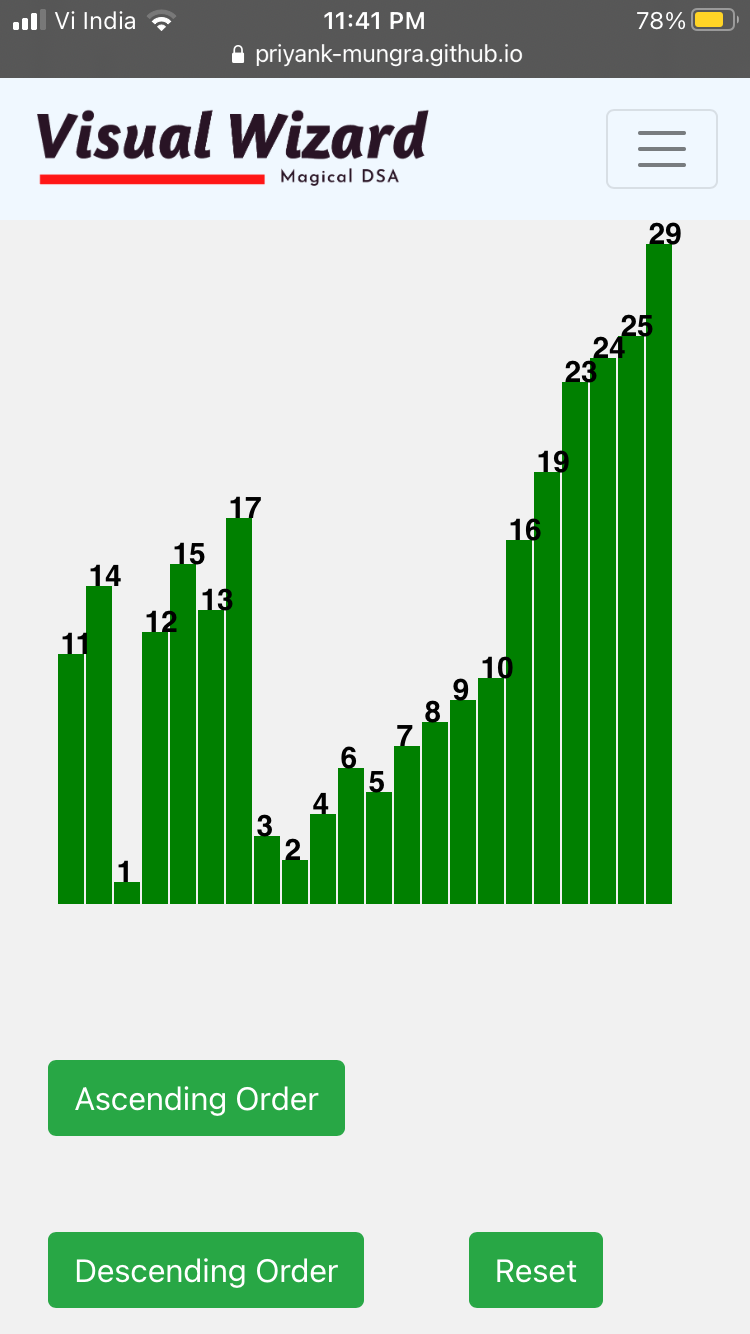 Vi India 11:41 PM 78%
priyank-mungra.github.io
Visual Wizard
Magical DSA
11 14 1 12 15 13 17 3 2 4 6 5 7 8 9 10 16 19 23 24 25 29
Ascending Order
Descending Order Reset